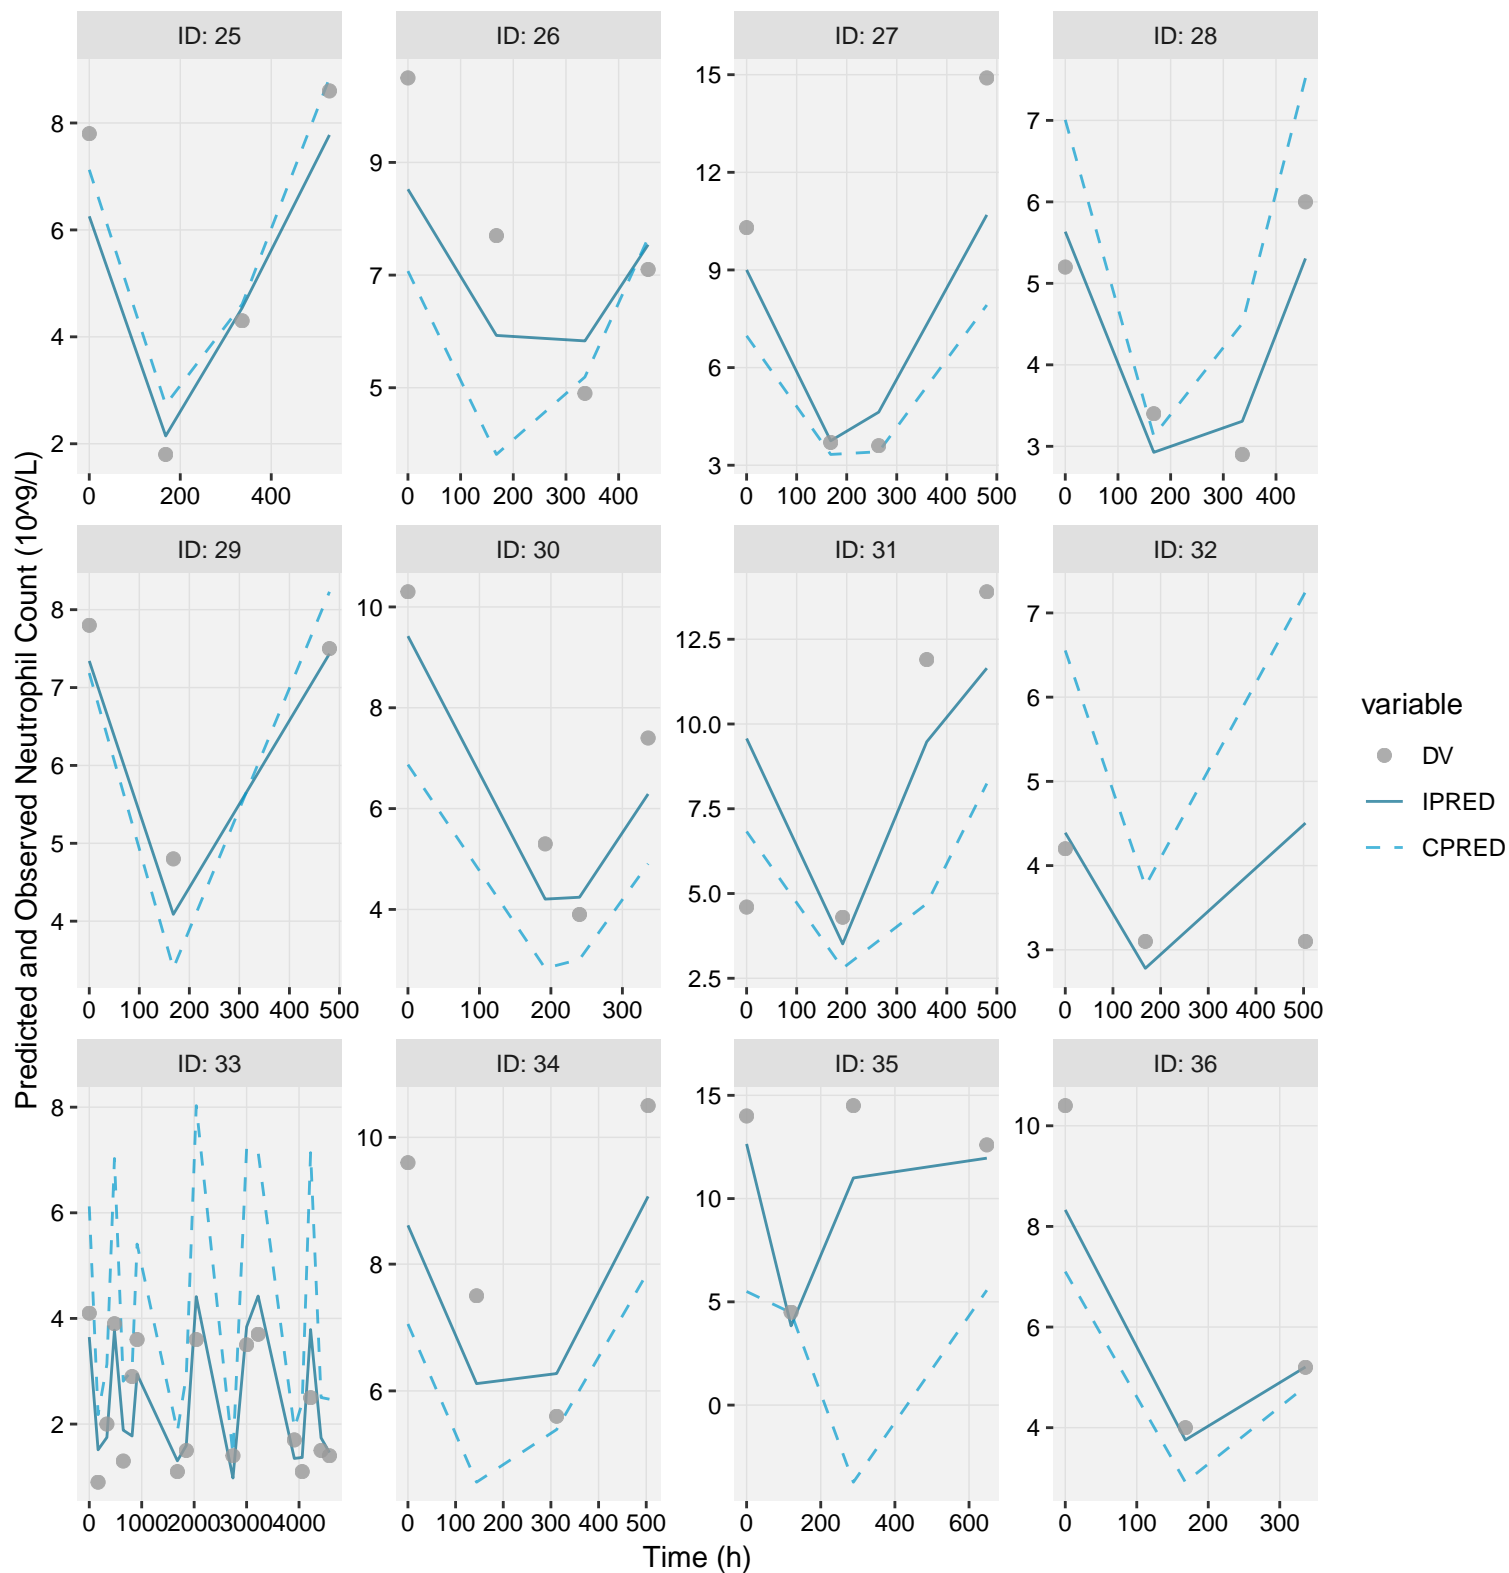 ID: 25 ID: 26 ID: 27 ID: 28
8 6 4 2
0 200 400
9 7 5
0 100 200 300 400
15 12 9 6 3
0 100 200 300 400 500
7 6 5 4 3
0 100 200 300 400
ID: 29 ID: 30 ID: 31 ID: 32
8 7 6 5 4
0 100 200 300 400 500
10 8 6 4
0 100 200 300
12.5 10.0 7.5 5.0 2.5
0 100 200 300 400 500
7 6 5 4 3
0 100 200 300 400 500
ID: 33 ID: 34 ID: 35 ID: 36
8 6 4 2
0 1000 2000 3000 4000
10 8 6
0 100 200 300 400 500
15 10 5 0
0 200 400 600
10 8 6 4
0 100 200 300
Predicted and Observed Neutrophil Count (10^9/L)
Time (h)
variable
DV
IPRED
CPRED